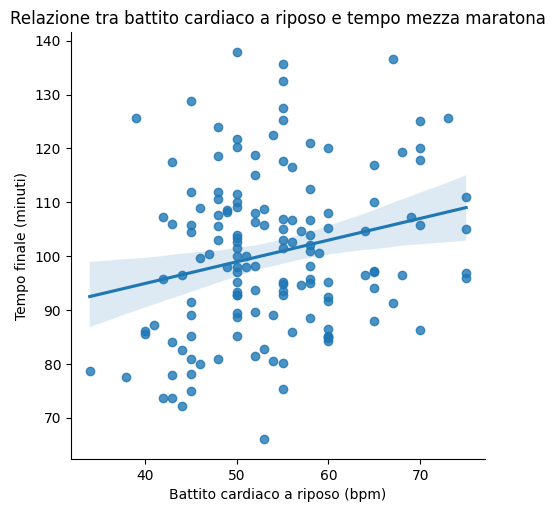 Relazione tra battito cardiaco a riposo e tempo mezza maratona
140
130
120
110
100
90
80
70
Tempo finale (minuti)
40 50 60 70
Battito cardiaco a riposo (bpm)